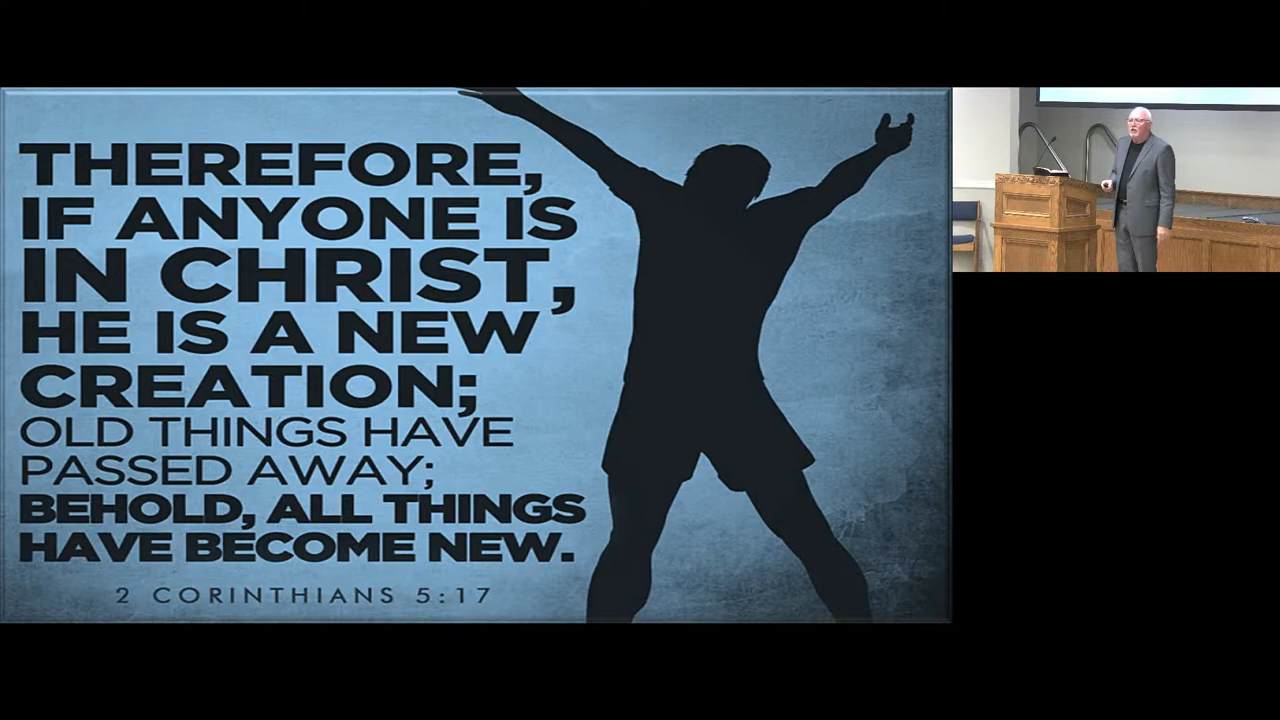 THEREFORE,
IF ANYONE IS
IN CHRIST,
HE IS A NEW
CREATION;
OLD THINGS HAVE
PASSED AWAY;
BEHOLD, ALL THINGS
HAVE BECOME NEW.
2 CORINTHIANS 5:17